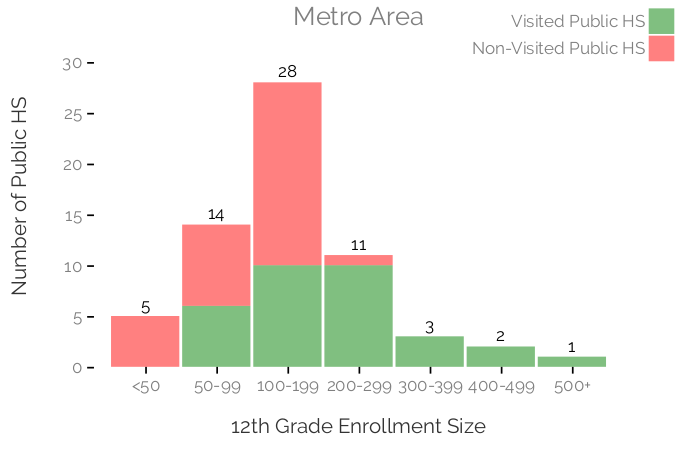 Metro Area
Visited Public HS
Non-Visited Public HS
Number of Public HS
30
25
20
15
10
5
0
28
14
11
5
3
2
1
<50 50-99 100-199 200-299 300-399 400-499 500+
12th Grade Enrollment Size